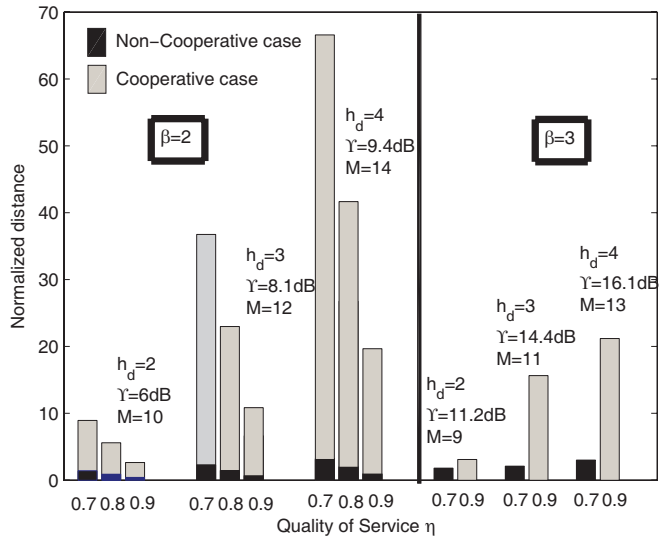 70
60
50
40
30
20
10
0
Normalized distance
Non−Cooperative case
Cooperative case
β=2
β=3
h_d=2
ϒ=6dB
M=10
h_d=3
ϒ=8.1dB
M=12
h_d=4
ϒ=9.4dB
M=14
h_d=2
ϒ=11.2dB
M=9
h_d=3
ϒ=14.4dB
M=11
h_d=4
ϒ=16.1dB
M=13
0.7 0.8 0.9
0.7 0.8 0.9
0.7 0.8 0.9
0.7 0.9
0.7 0.9
0.7 0.9
Quality of Service η